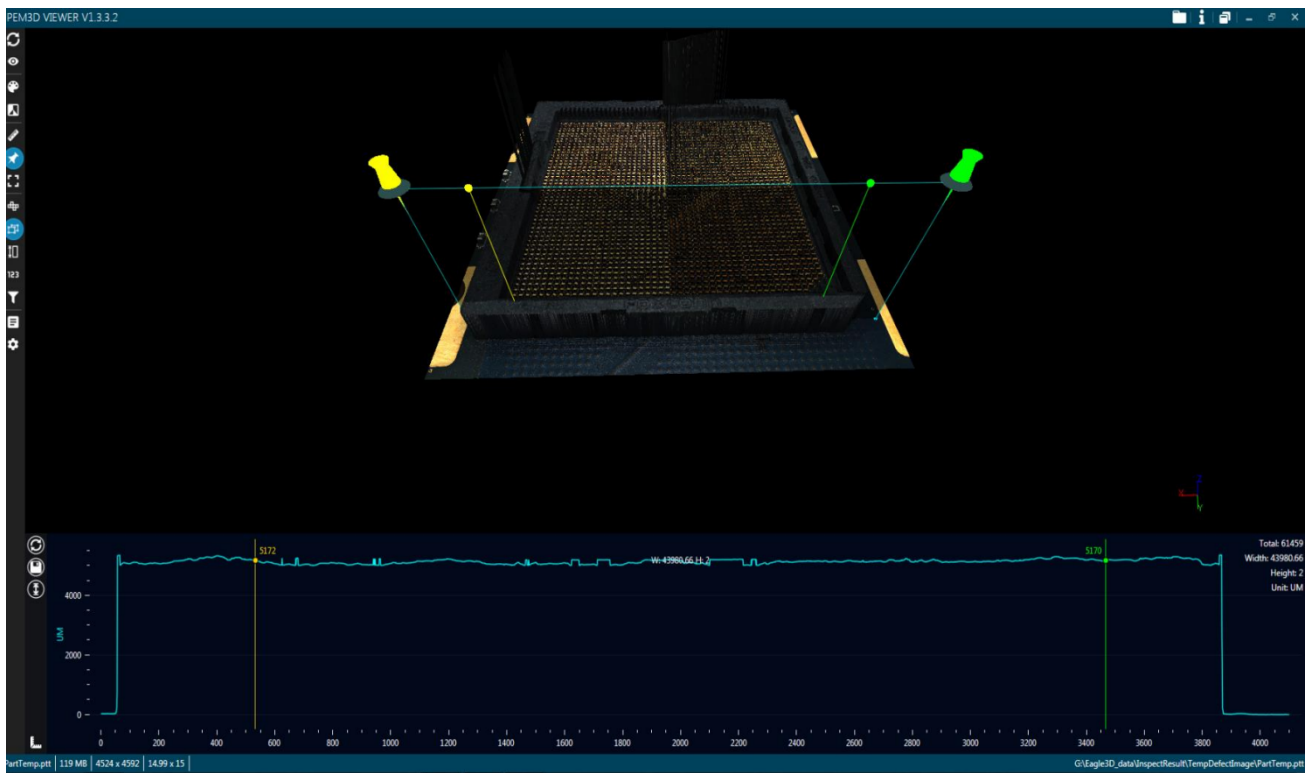 PEM3D VIEWER V1.3.3.2
123
X
Z
Y
5172
W: 43980.66 H: 2
5170
Total: 61459
Width: 43980.66
Height: 2
Unit: UM
4000
UM
2000
0
0 200 400 600 800 1000 1200 1400 1600 1800 2000 2200 2400 2600 2800 3000 3200 3400 3600 3800 4000
PartTemp.ptt 119 MB 4524 x 4592 14.99 x 15 G:\Eagle3D_data\InspectResult\TempDefectImage\PartTemp.ptt